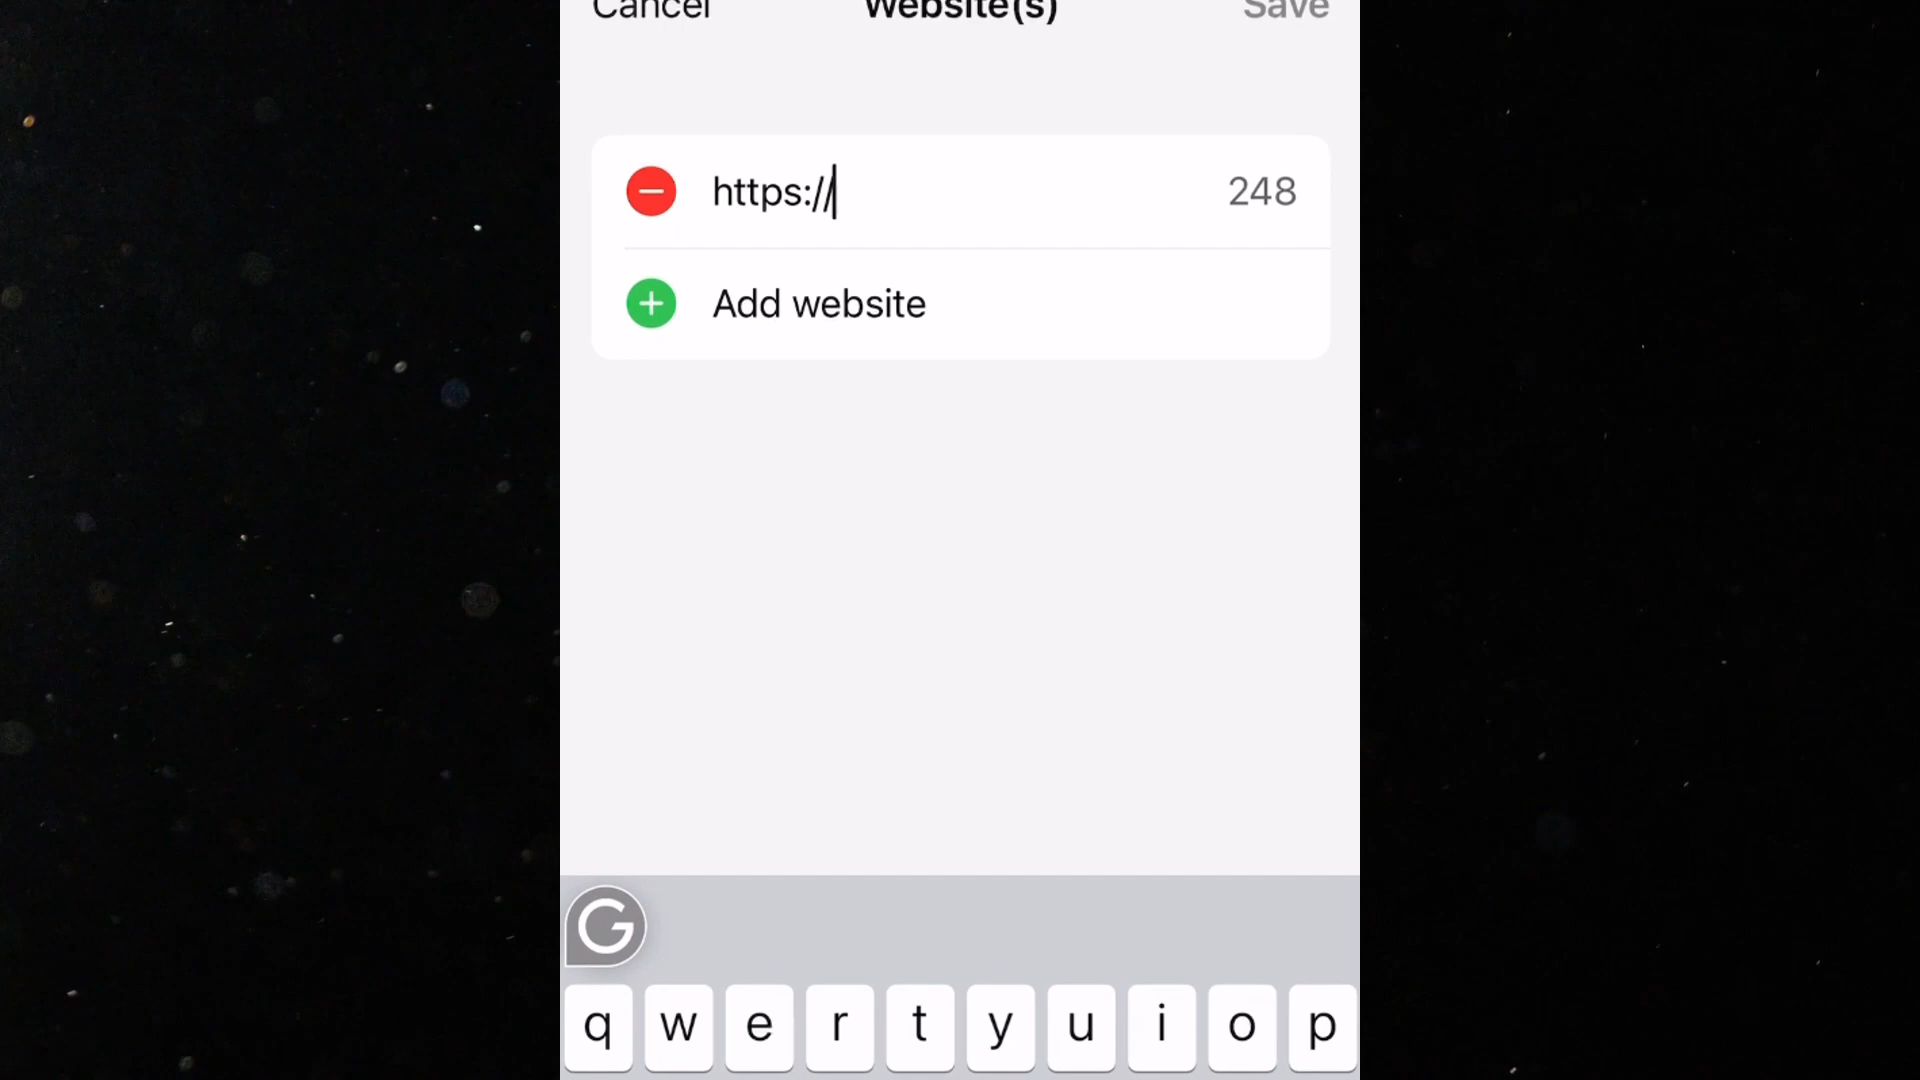 Cancel Website(s) Save
https:// 248
Add website
G
q w e r t y u i o p